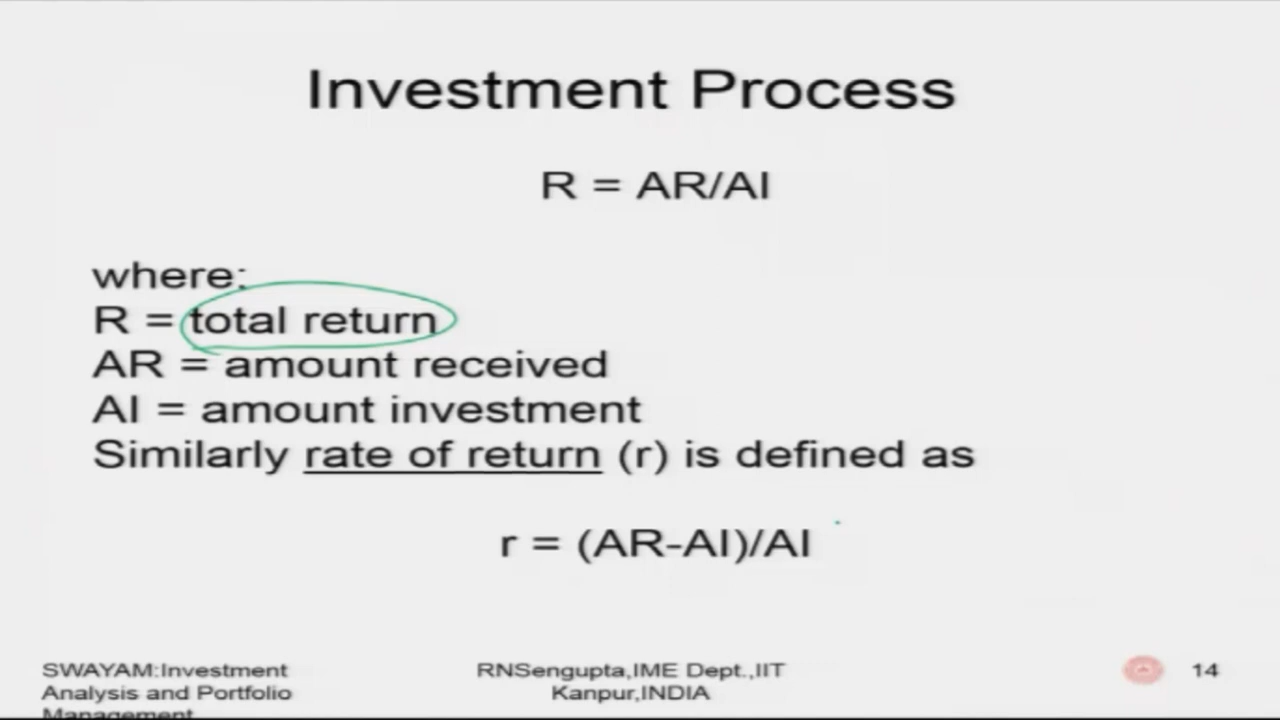 Investment Process
R = AR/AI
where:
R = total return
AR = amount received
AI = amount investment
Similarly rate of return (r) is defined as
r = (AR-AI)/AI
SWAYAM:Investment
Analysis and Portfolio
Management
RNSengupta,IME Dept.,IIT
Kanpur,INDIA
14